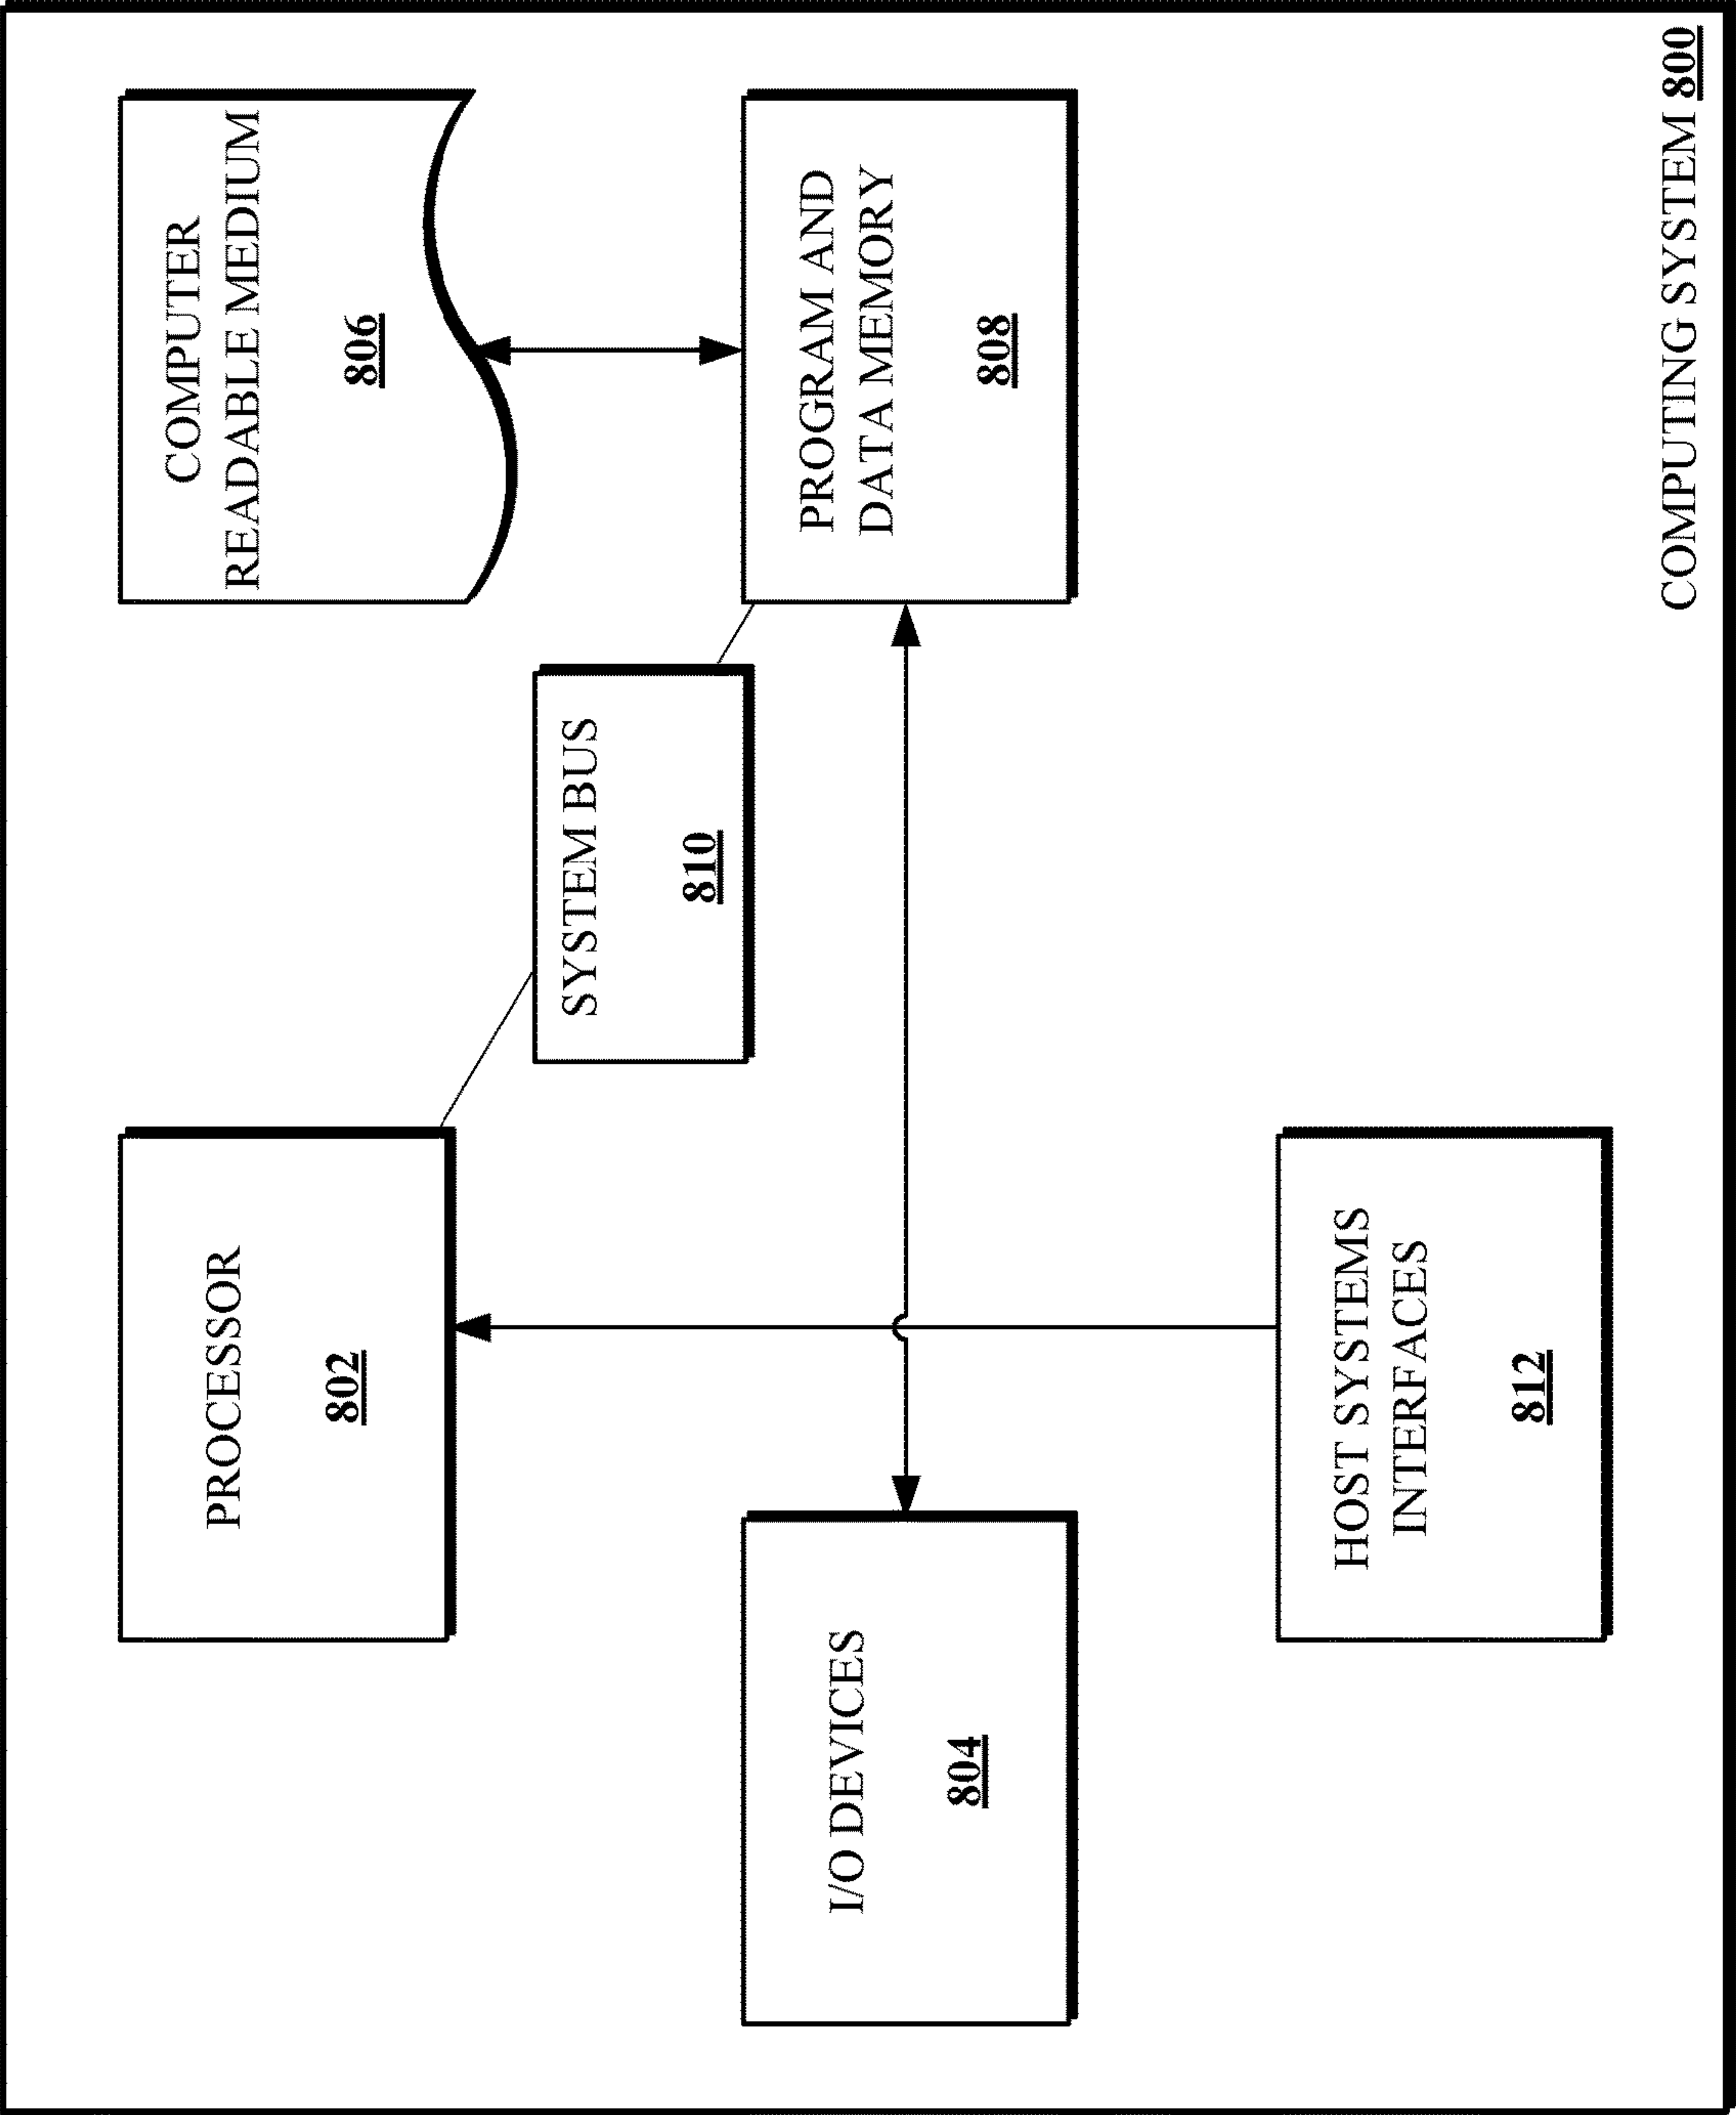 PROCESSOR
802
COMPUTER
READABLE MEDIUM
806
SYSTEM BUS
810
I/O DEVICES
804
PROGRAM AND
DATA MEMORY
808
HOST SYSTEMS
INTERFACES
812
COMPUTING SYSTEM 800